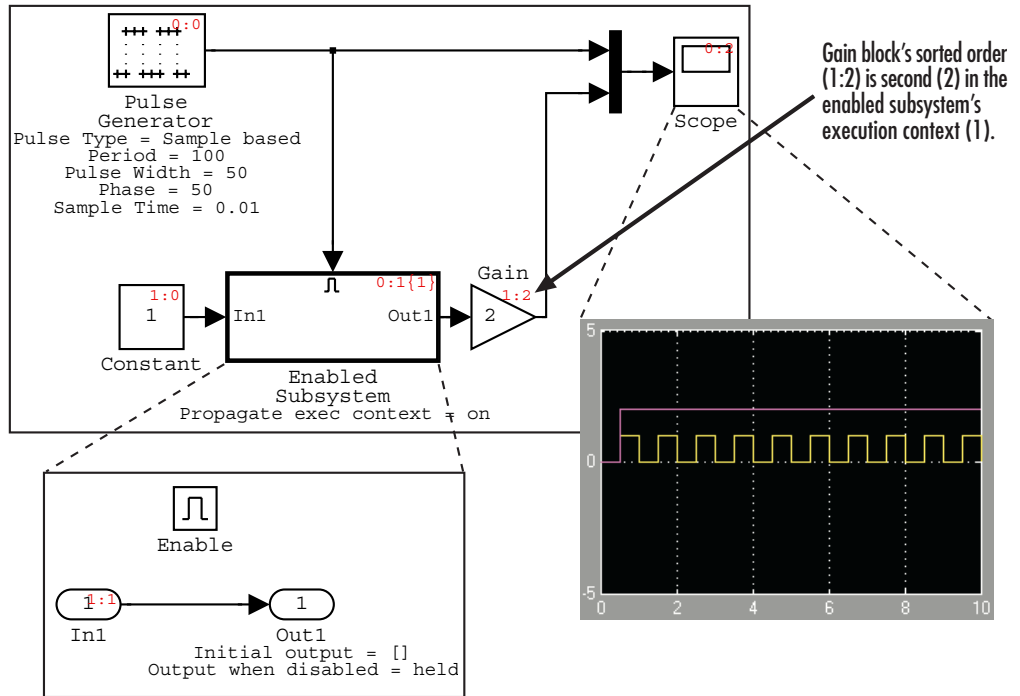 0:0
Pulse
Generator
Pulse Type = Sample based
Period = 100
Pulse Width = 50
Phase = 50
Sample Time = 0.01
0:2
Scope
Gain block's sorted order
(1:2) is second (2) in the
enabled subsystem's
execution context (1).
1:0
1
Constant
0:1{1}
In1
Out1
Enabled
Subsystem
Propagate exec context = on
Gain
1:2
2
5
0
-5
0 2 4 6 8 10
Enable
1
1:1
In1
1
Out1
Initial output = []
Output when disabled = held